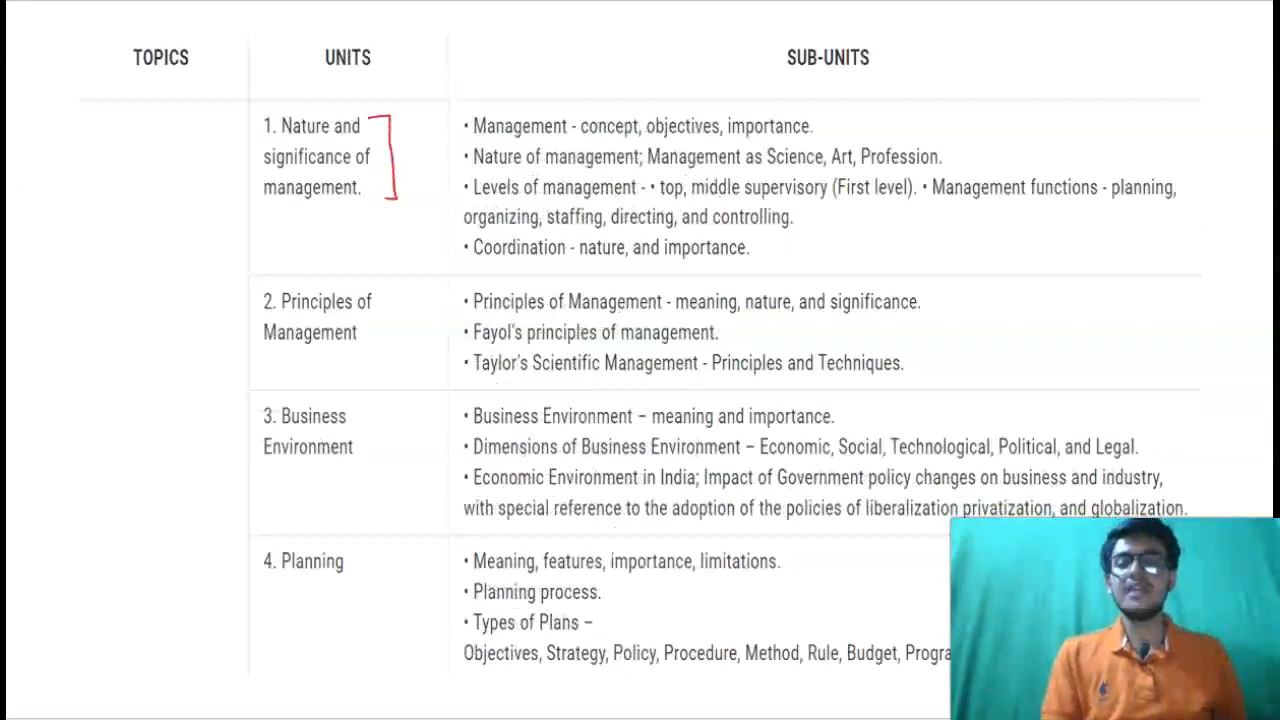 TOPICS UNITS SUB-UNITS
1. Nature and
significance of
management.
• Management - concept, objectives, importance.
• Nature of management; Management as Science, Art, Profession.
• Levels of management - • top, middle supervisory (First level). • Management functions - planning,
organizing, staffing, directing, and controlling.
• Coordination - nature, and importance.
2. Principles of
Management
• Principles of Management - meaning, nature, and significance.
• Fayol's principles of management.
• Taylor's Scientific Management - Principles and Techniques.
3. Business
Environment
• Business Environment – meaning and importance.
• Dimensions of Business Environment – Economic, Social, Technological, Political, and Legal.
• Economic Environment in India; Impact of Government policy changes on business and industry,
with special reference to the adoption of the policies of liberalization privatization, and globalization.
4. Planning
• Meaning, features, importance, limitations.
• Planning process.
• Types of Plans –
Objectives, Strategy, Policy, Procedure, Method, Rule, Budget,